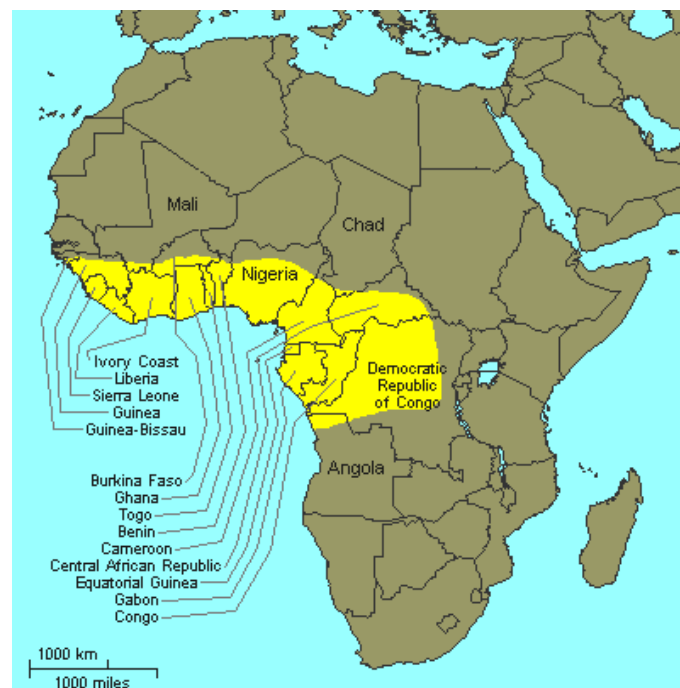 Mali
Chad
Nigeria
Democratic
Republic
of Congo
Angola
Ivory Coast
Liberia
Sierra Leone
Guinea
Guinea-Bissau
Burkina Faso
Ghana
Togo
Benin
Cameroon
Central African Republic
Equatorial Guinea
Gabon
Congo
1000 km
1000 miles